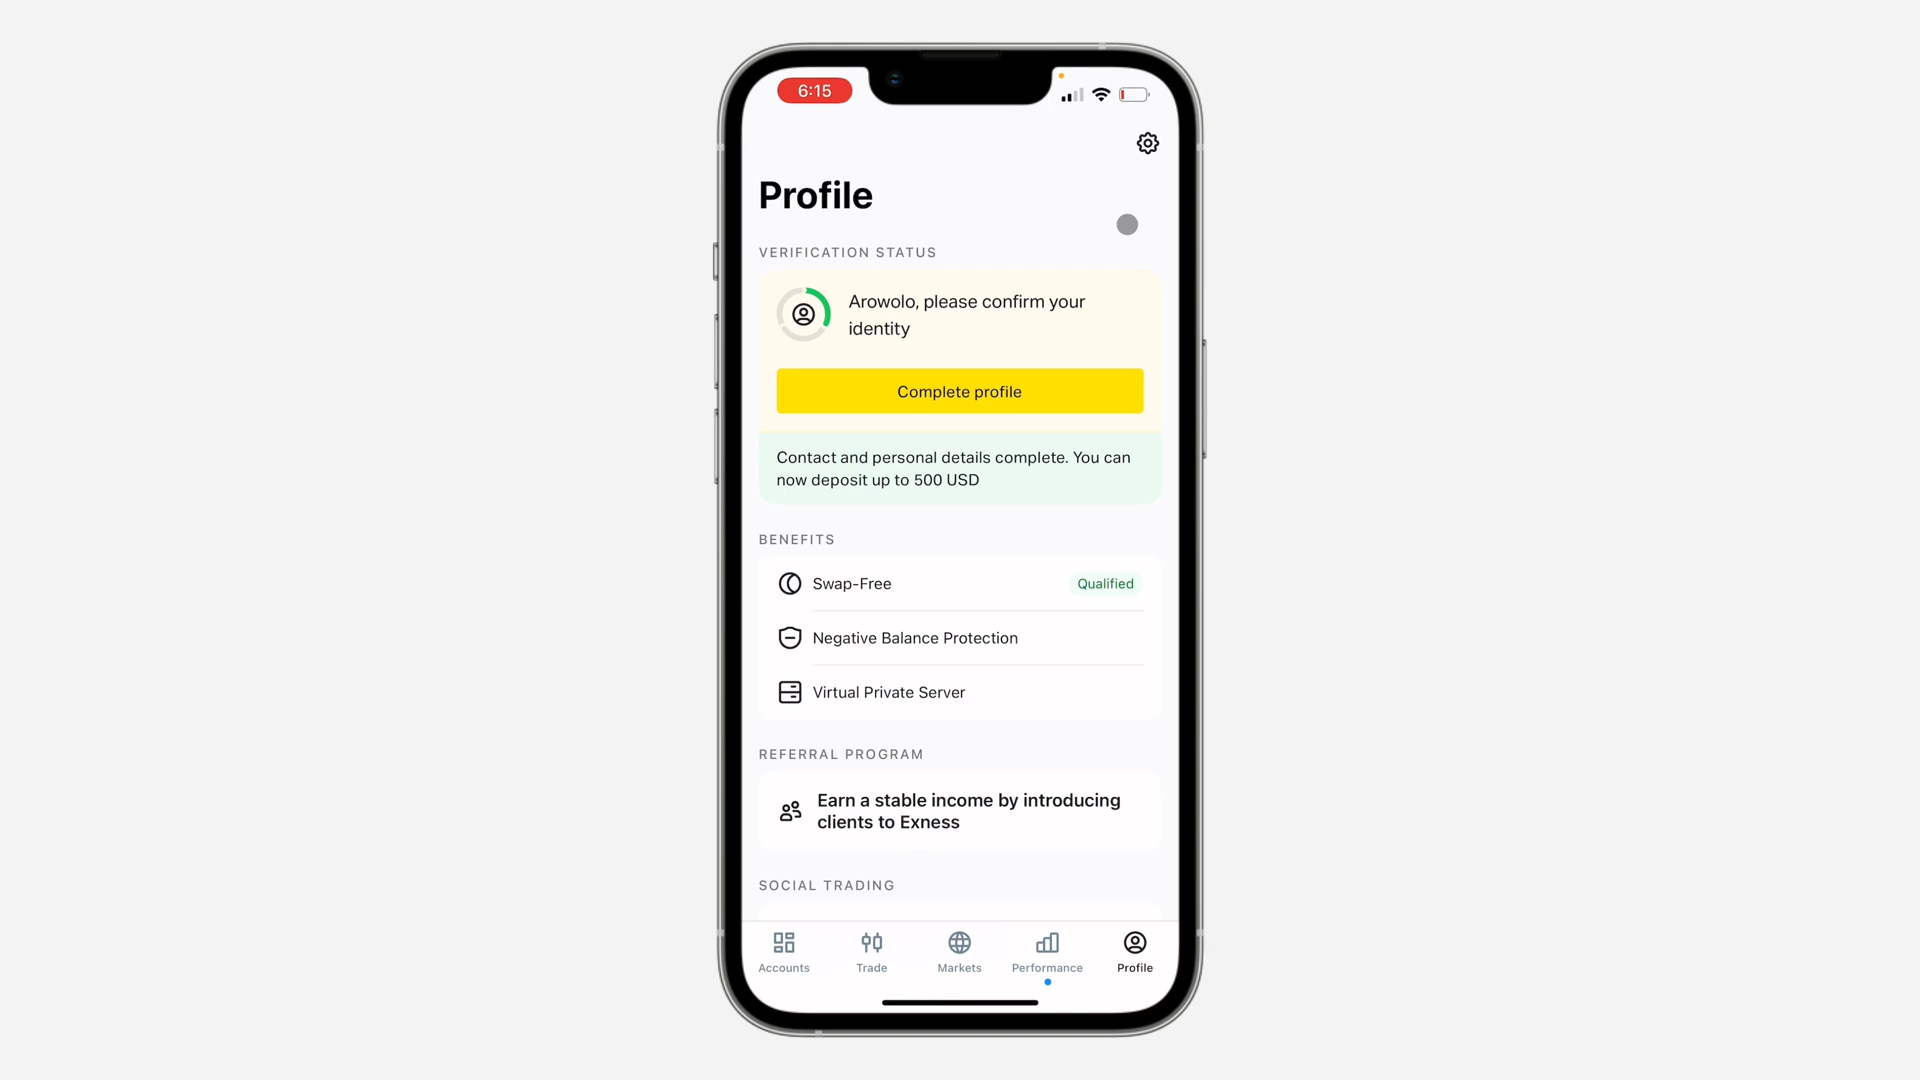 6:15
Profile
VERIFICATION STATUS
Arowolo, please confirm your
identity
Complete profile
Contact and personal details complete. You can
now deposit up to 500 USD
BENEFITS
Swap-Free
Qualified
Negative Balance Protection
Virtual Private Server
REFERRAL PROGRAM
Earn a stable income by introducing
clients to Exness
SOCIAL TRADING
Accounts
Trade
Markets
Performance
Profile